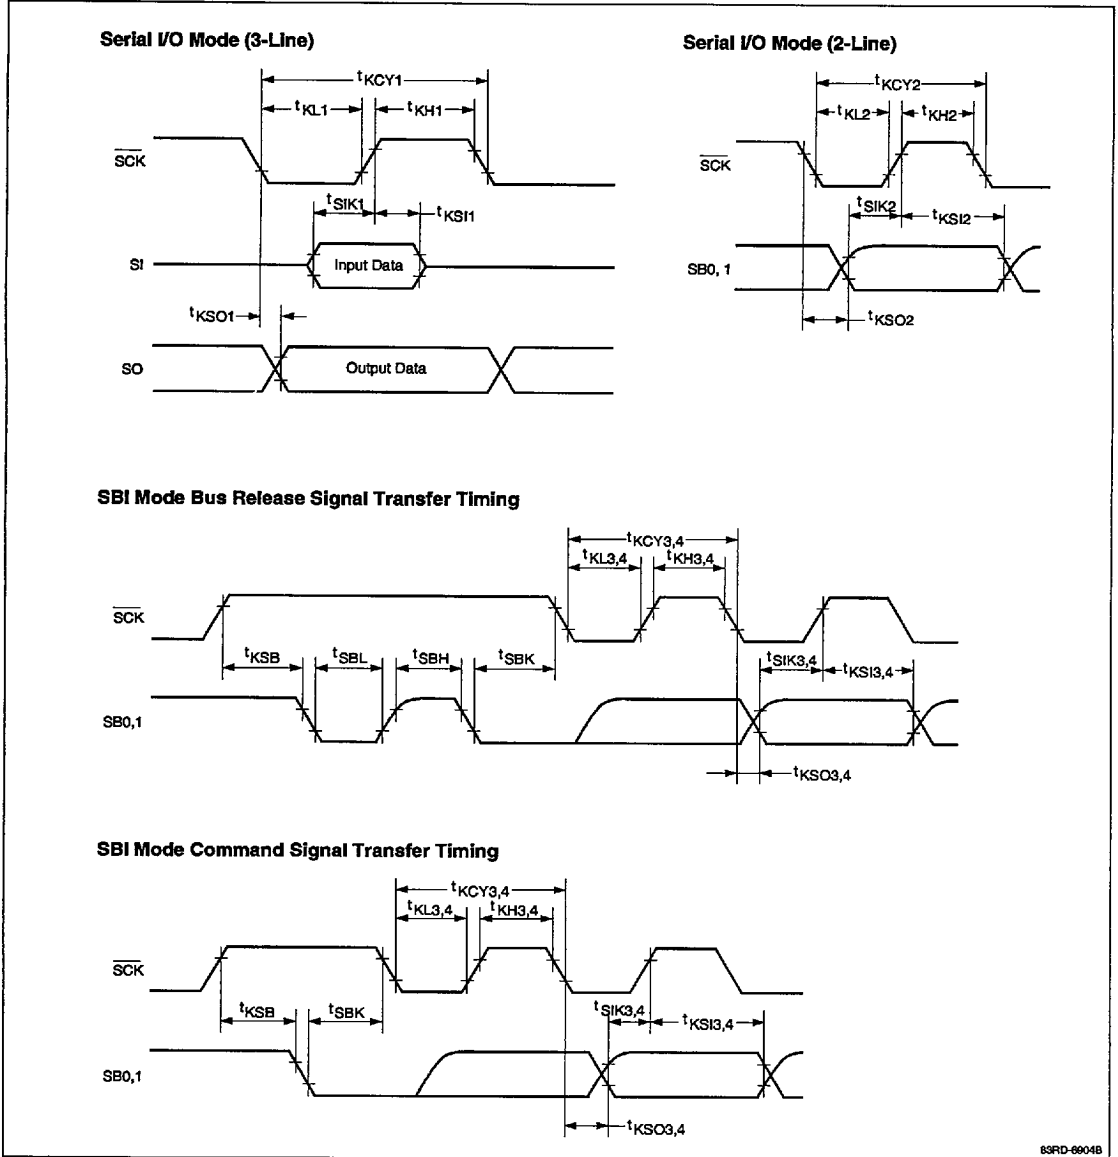 Serial I/O Mode (3-Line)
tKCY1
tKL1
tKH1
SCK
tSIK1
tKSI1
SI
Input Data
tKSO1
SO
Output Data
Serial I/O Mode (2-Line)
tKCY2
tKL2
tKH2
SCK
tSIK2
tKSI2
SB0, 1
tKSO2
SBI Mode Bus Release Signal Transfer Timing
tKCY3,4
tKL3,4
tKH3,4
SCK
tKSB
tSBL
tSBH
tSBK
tSIK3,4
tKSI3,4
SB0,1
tKSO3,4
SBI Mode Command Signal Transfer Timing
tKCY3,4
tKL3,4
tKH3,4
SCK
tKSB
tSBK
tSIK3,4
tKSI3,4
SB0,1
tKSO3,4
83RD-6904B